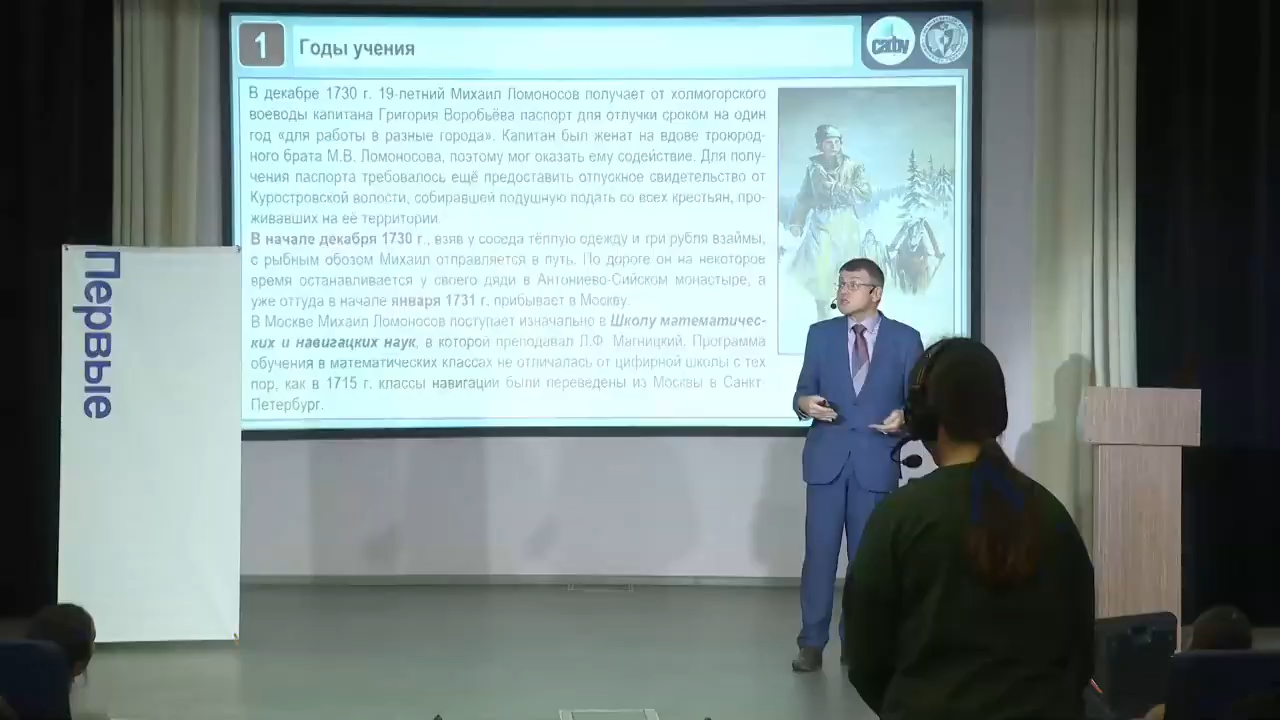 1
Годы учения
сафу
В декабре 1730 г. 19-летний Михаил Ломоносов получает от холмогорского
воеводы капитана Григория Воробьёва паспорт для отлучки сроком на один
год «для работы в разные города». Капитан был женат на вдове троюрод-
ного брата М.В. Ломоносова, поэтому мог оказать ему содействие. Для полу-
чения паспорта требовалось ещё предоставить отпускное свидетельство от
Куростровской волости, собиравшей подушную подать со всех крестьян, про-
живавших на её территории.
В начале декабря 1730 г., взяв у соседа тёплую одежду и три рубля взаймы,
с рыбным обозом Михаил отправляется в путь. По дороге он на некоторое
время останавливается у своего дяди в Антониево-Сийском монастыре, а
уже оттуда в начале января 1731 г. прибывает в Москву.
В Москве Михаил Ломоносов поступает изначально в Школу математичес-
ких и навигацких наук, в которой преподавал Л.Ф. Магницкий. Программа
обучения в математических классах не отличалась от цифирной школы с тех
пор, как в 1715 г. классы навигации были переведены из Москвы в Санкт-
Петербург.
Первые